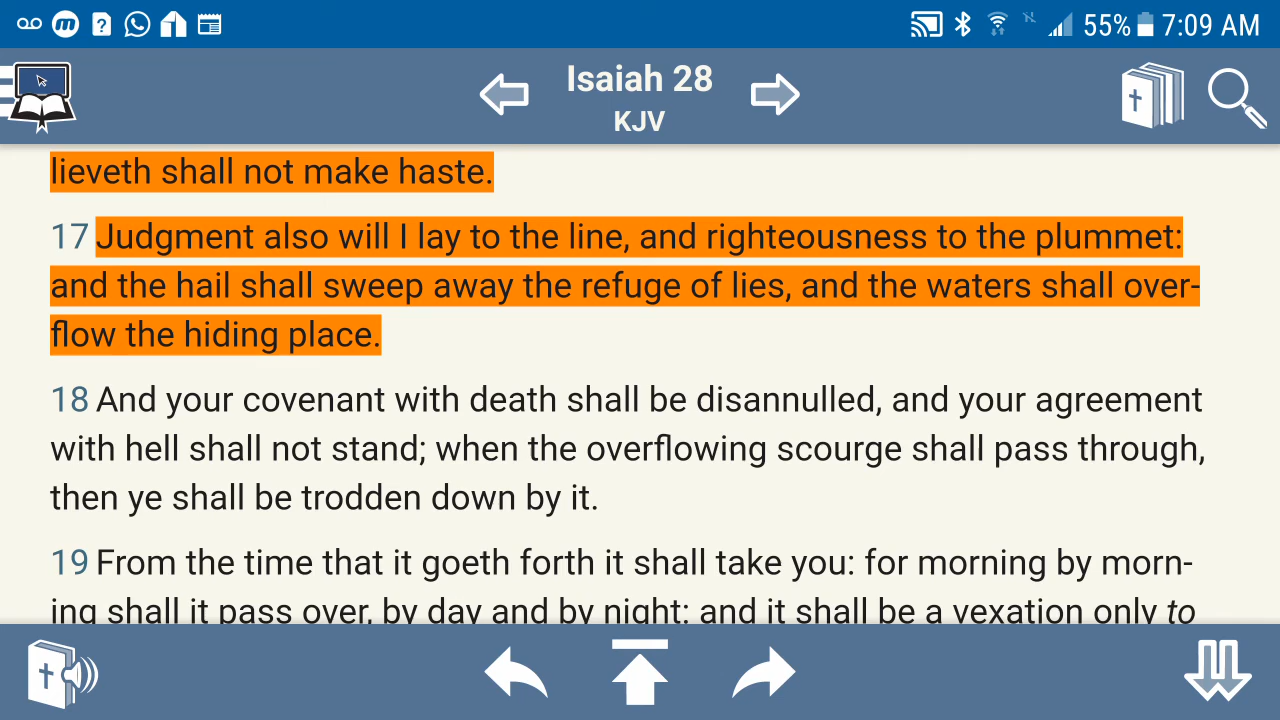 55% 7:09 AM
Isaiah 28
KJV
lieveth shall not make haste.
17 Judgment also will I lay to the line, and righteousness to the plummet:
and the hail shall sweep away the refuge of lies, and the waters shall over-
flow the hiding place.
18 And your covenant with death shall be disannulled, and your agreement
with hell shall not stand; when the overflowing scourge shall pass through,
then ye shall be trodden down by it.
19 From the time that it goeth forth it shall take you: for morning by morn-
ing shall it pass over, by day and by night: and it shall be a vexation only to